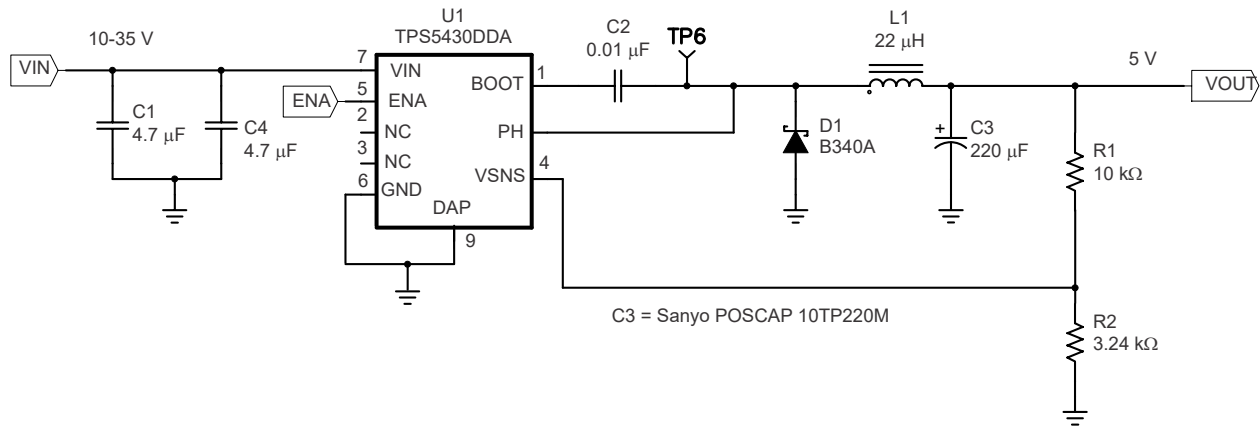 U1
TPS5430DDA
10-35 V
VIN
C1
4.7 μF
C4
4.7 μF
ENA
7
5
2
3
6
VIN
ENA
NC
NC
GND
DAP
9
BOOT
PH
VSNS
1
4
C2
0.01 μF
TP6
L1
22 μH
D1
B340A
C3
220 μF
+
5 V
VOUT
R1
10 kΩ
R2
3.24 kΩ
C3 = Sanyo POSCAP 10TP220M